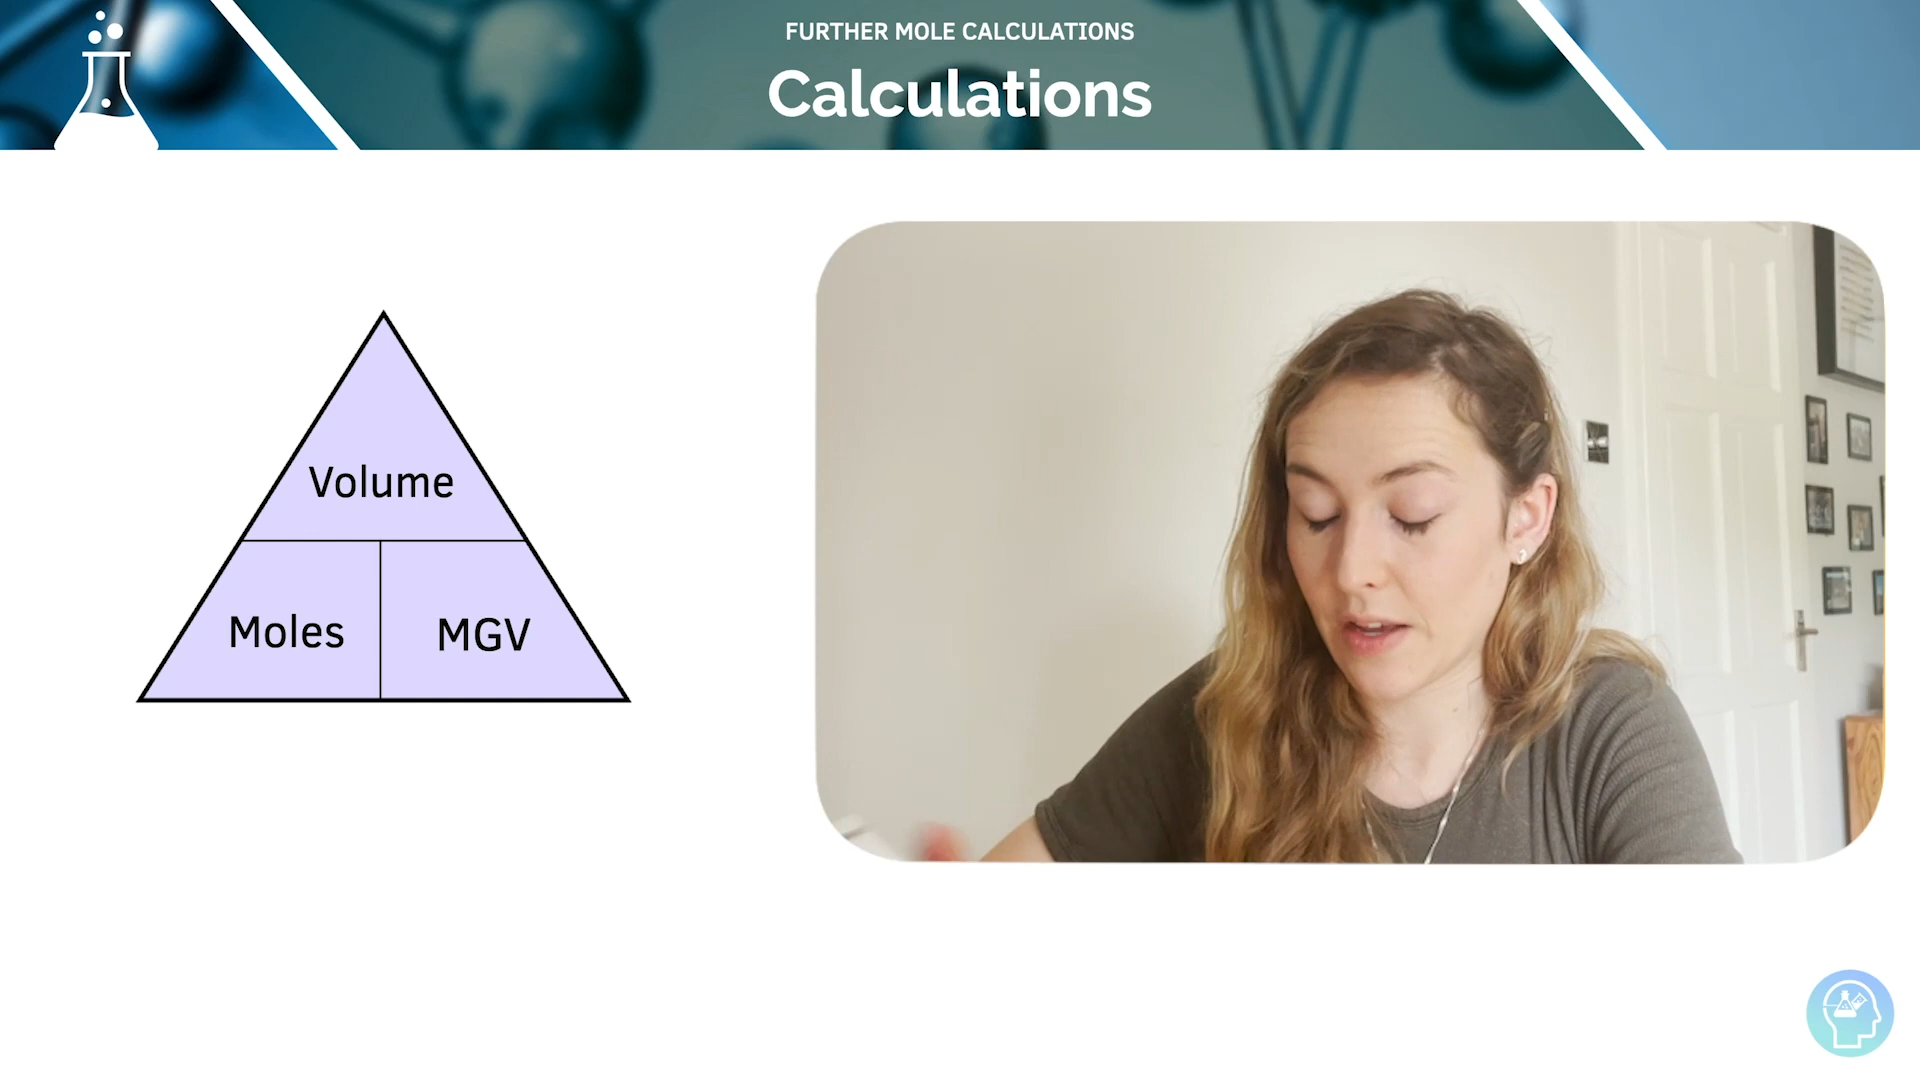 FURTHER MOLE CALCULATIONS
Calculations
Volume
Moles
MGV